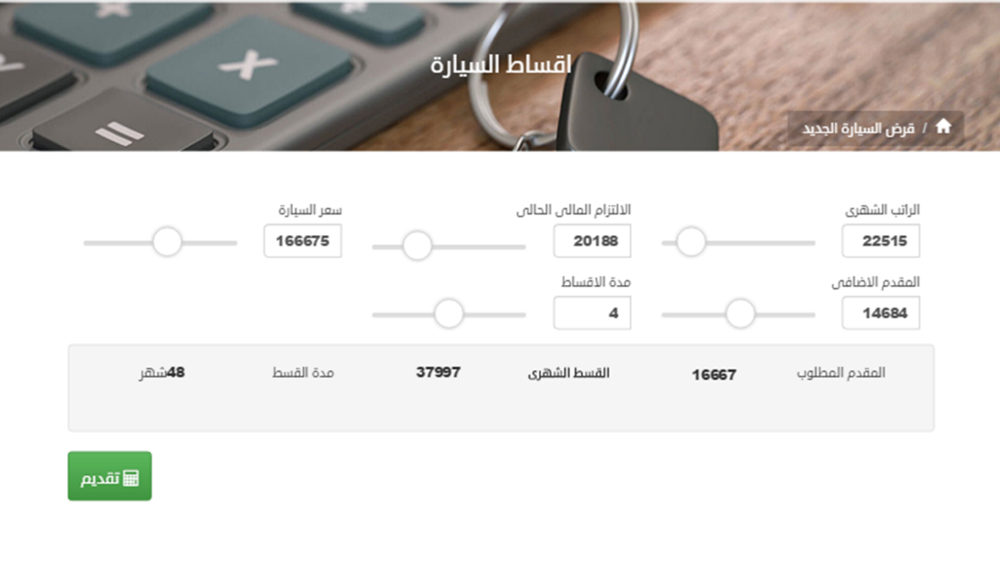 اقساط السيارة
/ قرض السيارة الجديد
الراتب الشهرى
22515
الالتزام المالى الحالى
20188
سعر السيارة
166675
المقدم الاضافى
14684
مدة الاقساط
4
المقدم المطلوب 16667 القسط الشهرى 37997 مدة القسط 48شهر
تقديم